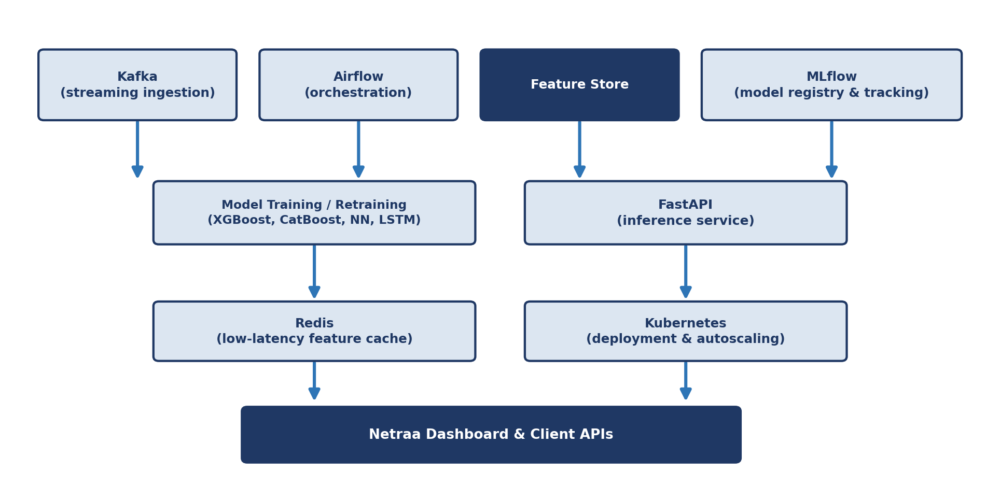 Kafka
(streaming ingestion)
Airflow
(orchestration)
Feature Store
MLflow
(model registry & tracking)
Model Training / Retraining
(XGBoost, CatBoost, NN, LSTM)
FastAPI
(inference service)
Redis
(low-latency feature cache)
Kubernetes
(deployment & autoscaling)
Netraa Dashboard & Client APIs